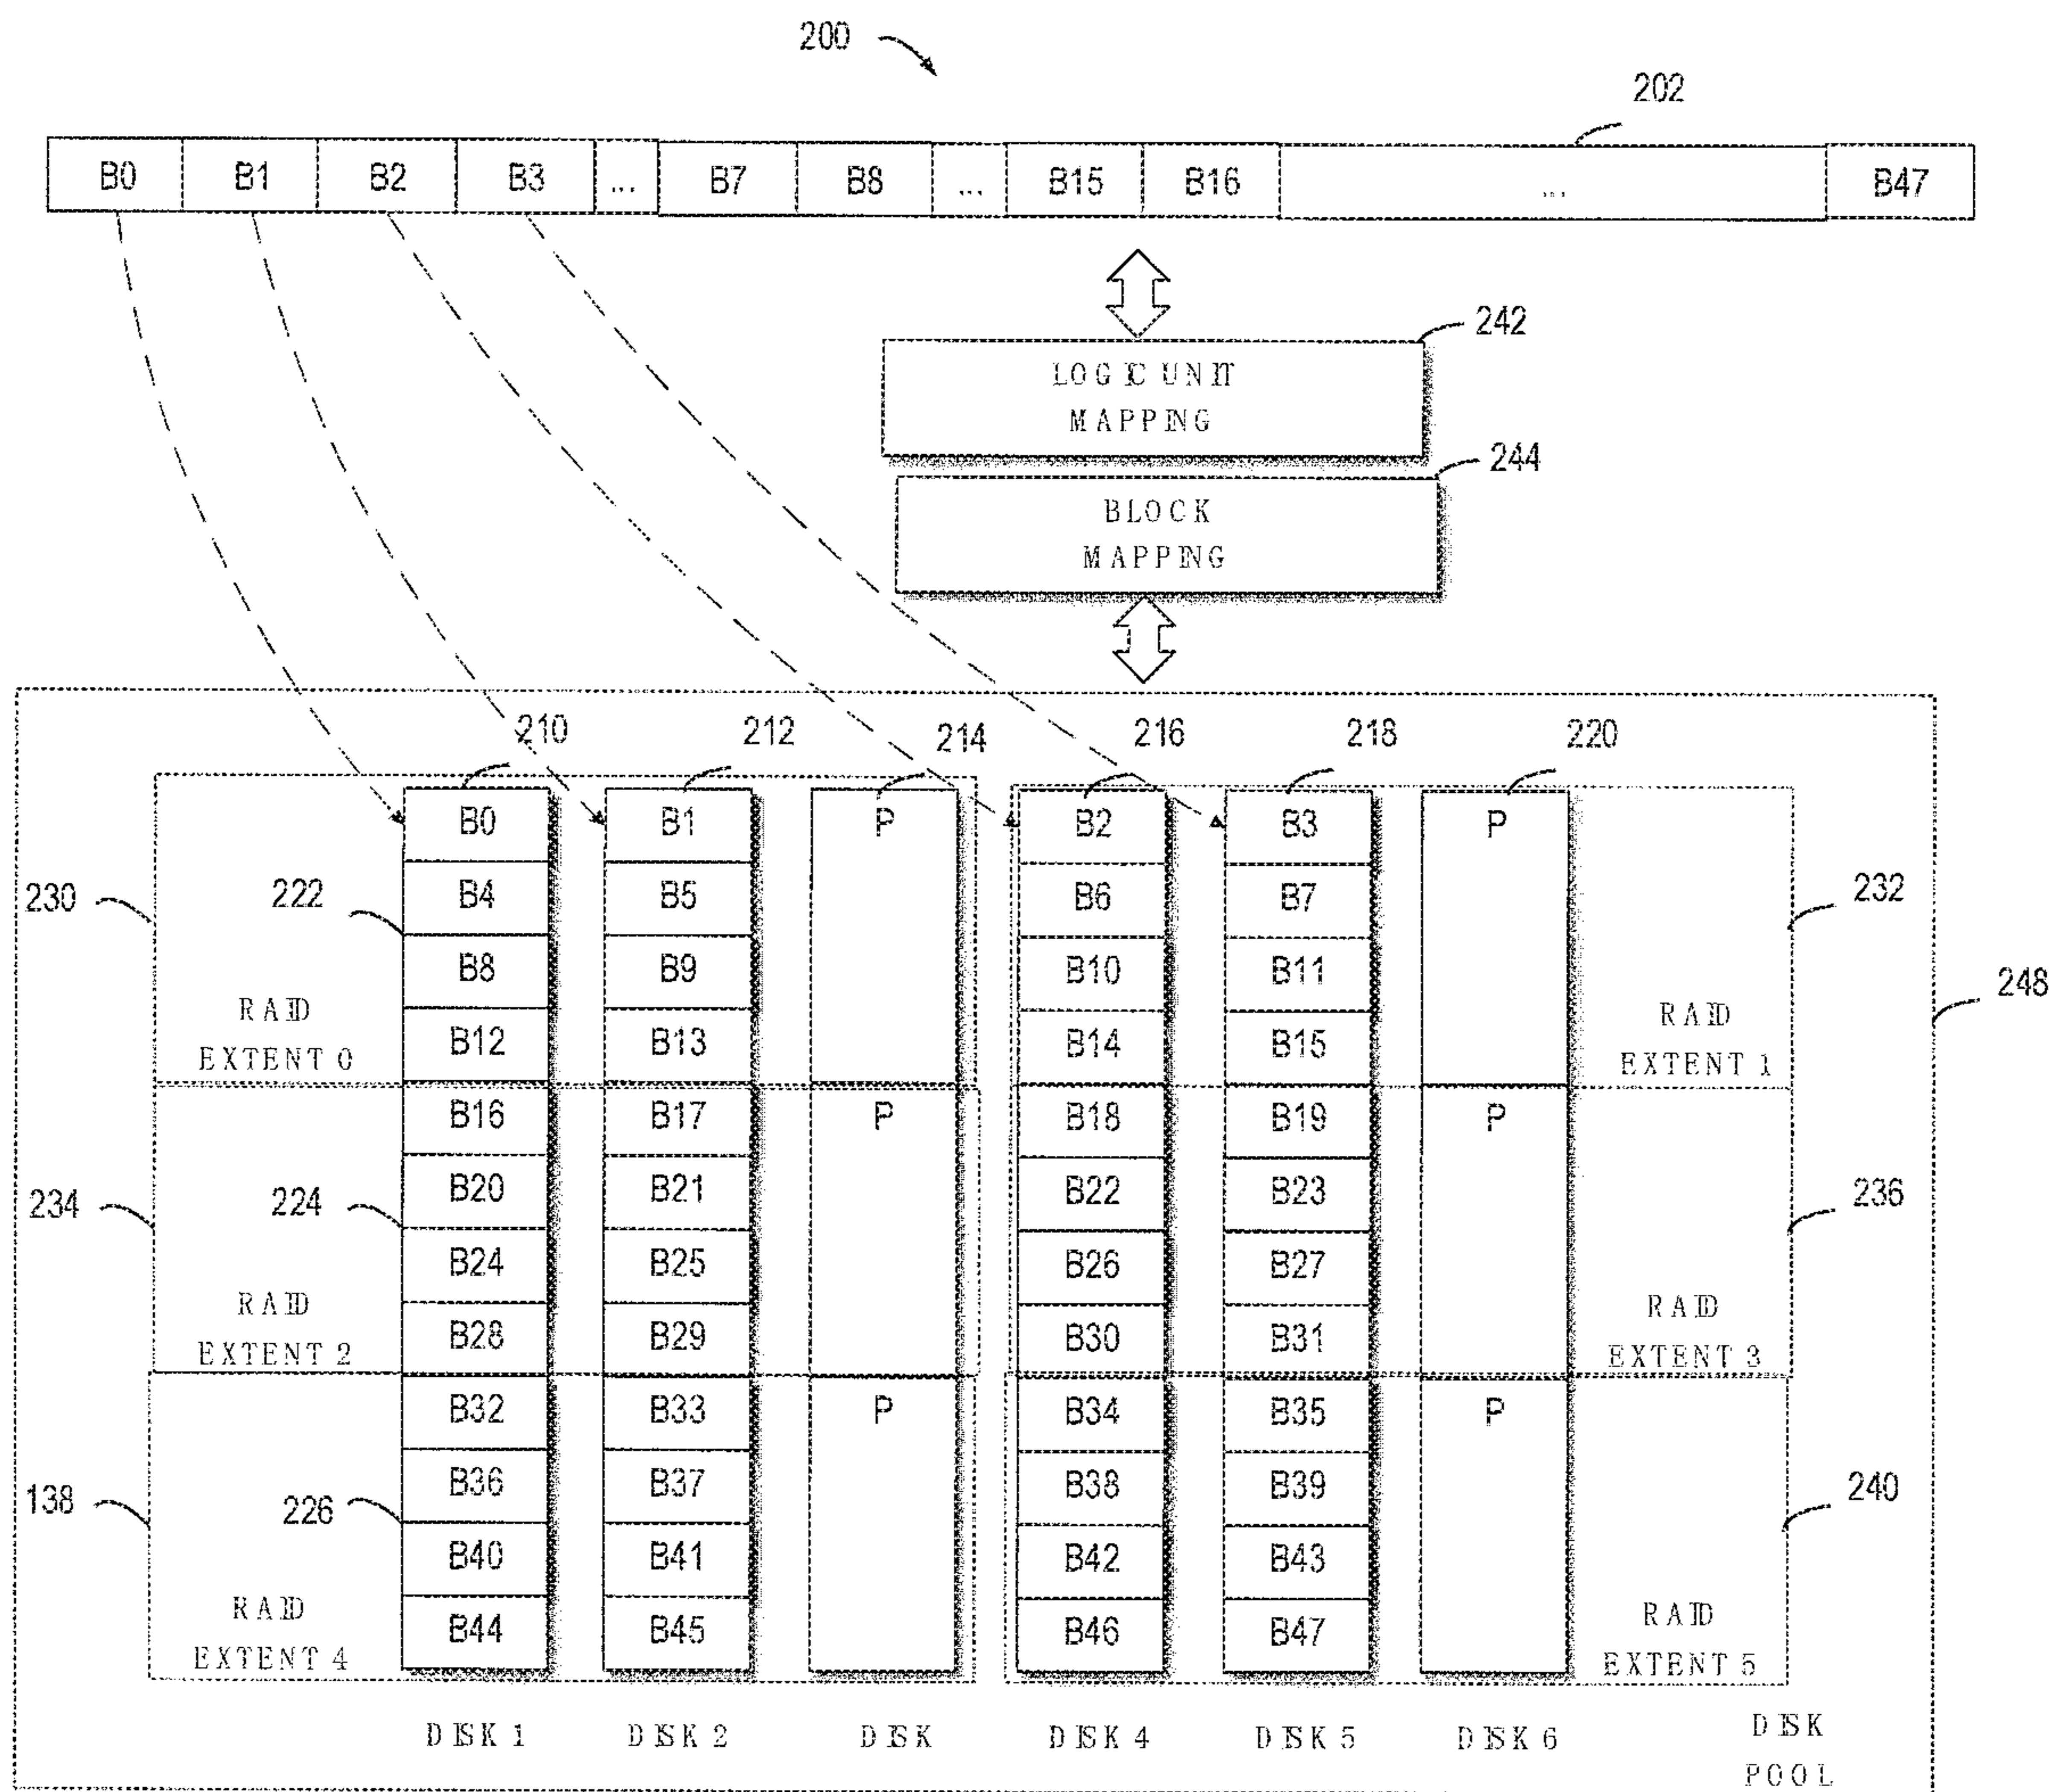 200
202
B0 B1 B2 B3 ... B7 B8 ... B15 B16 ... B47
242
LOGIC UNIT
MAPPING
244
BLOCK
MAPPING
210 212 214 216 218 220
B0 B1 P B2 B3 P
230 222 B4 B5 B6 B7 232
B8 B9 B10 B11
248
RAID
EXTENT 0
B12 B13 B14 B15
RAID
EXTENT 1
B16 B17 P B18 B19 P
234 224 B20 B21 B22 B23 236
B24 B25 B26 B27
RAID
EXTENT 2
B28 B29 B30 B31
RAID
EXTENT 3
B32 B33 P B34 B35 P
138 226 B36 B37 B38 B39 240
B40 B41 B42 B43
RAID
EXTENT 4
B44 B45 B46 B47
RAID
EXTENT 5
DISK 1 DISK 2 DISK DISK 4 DISK 5 DISK 6
DISK
POOL